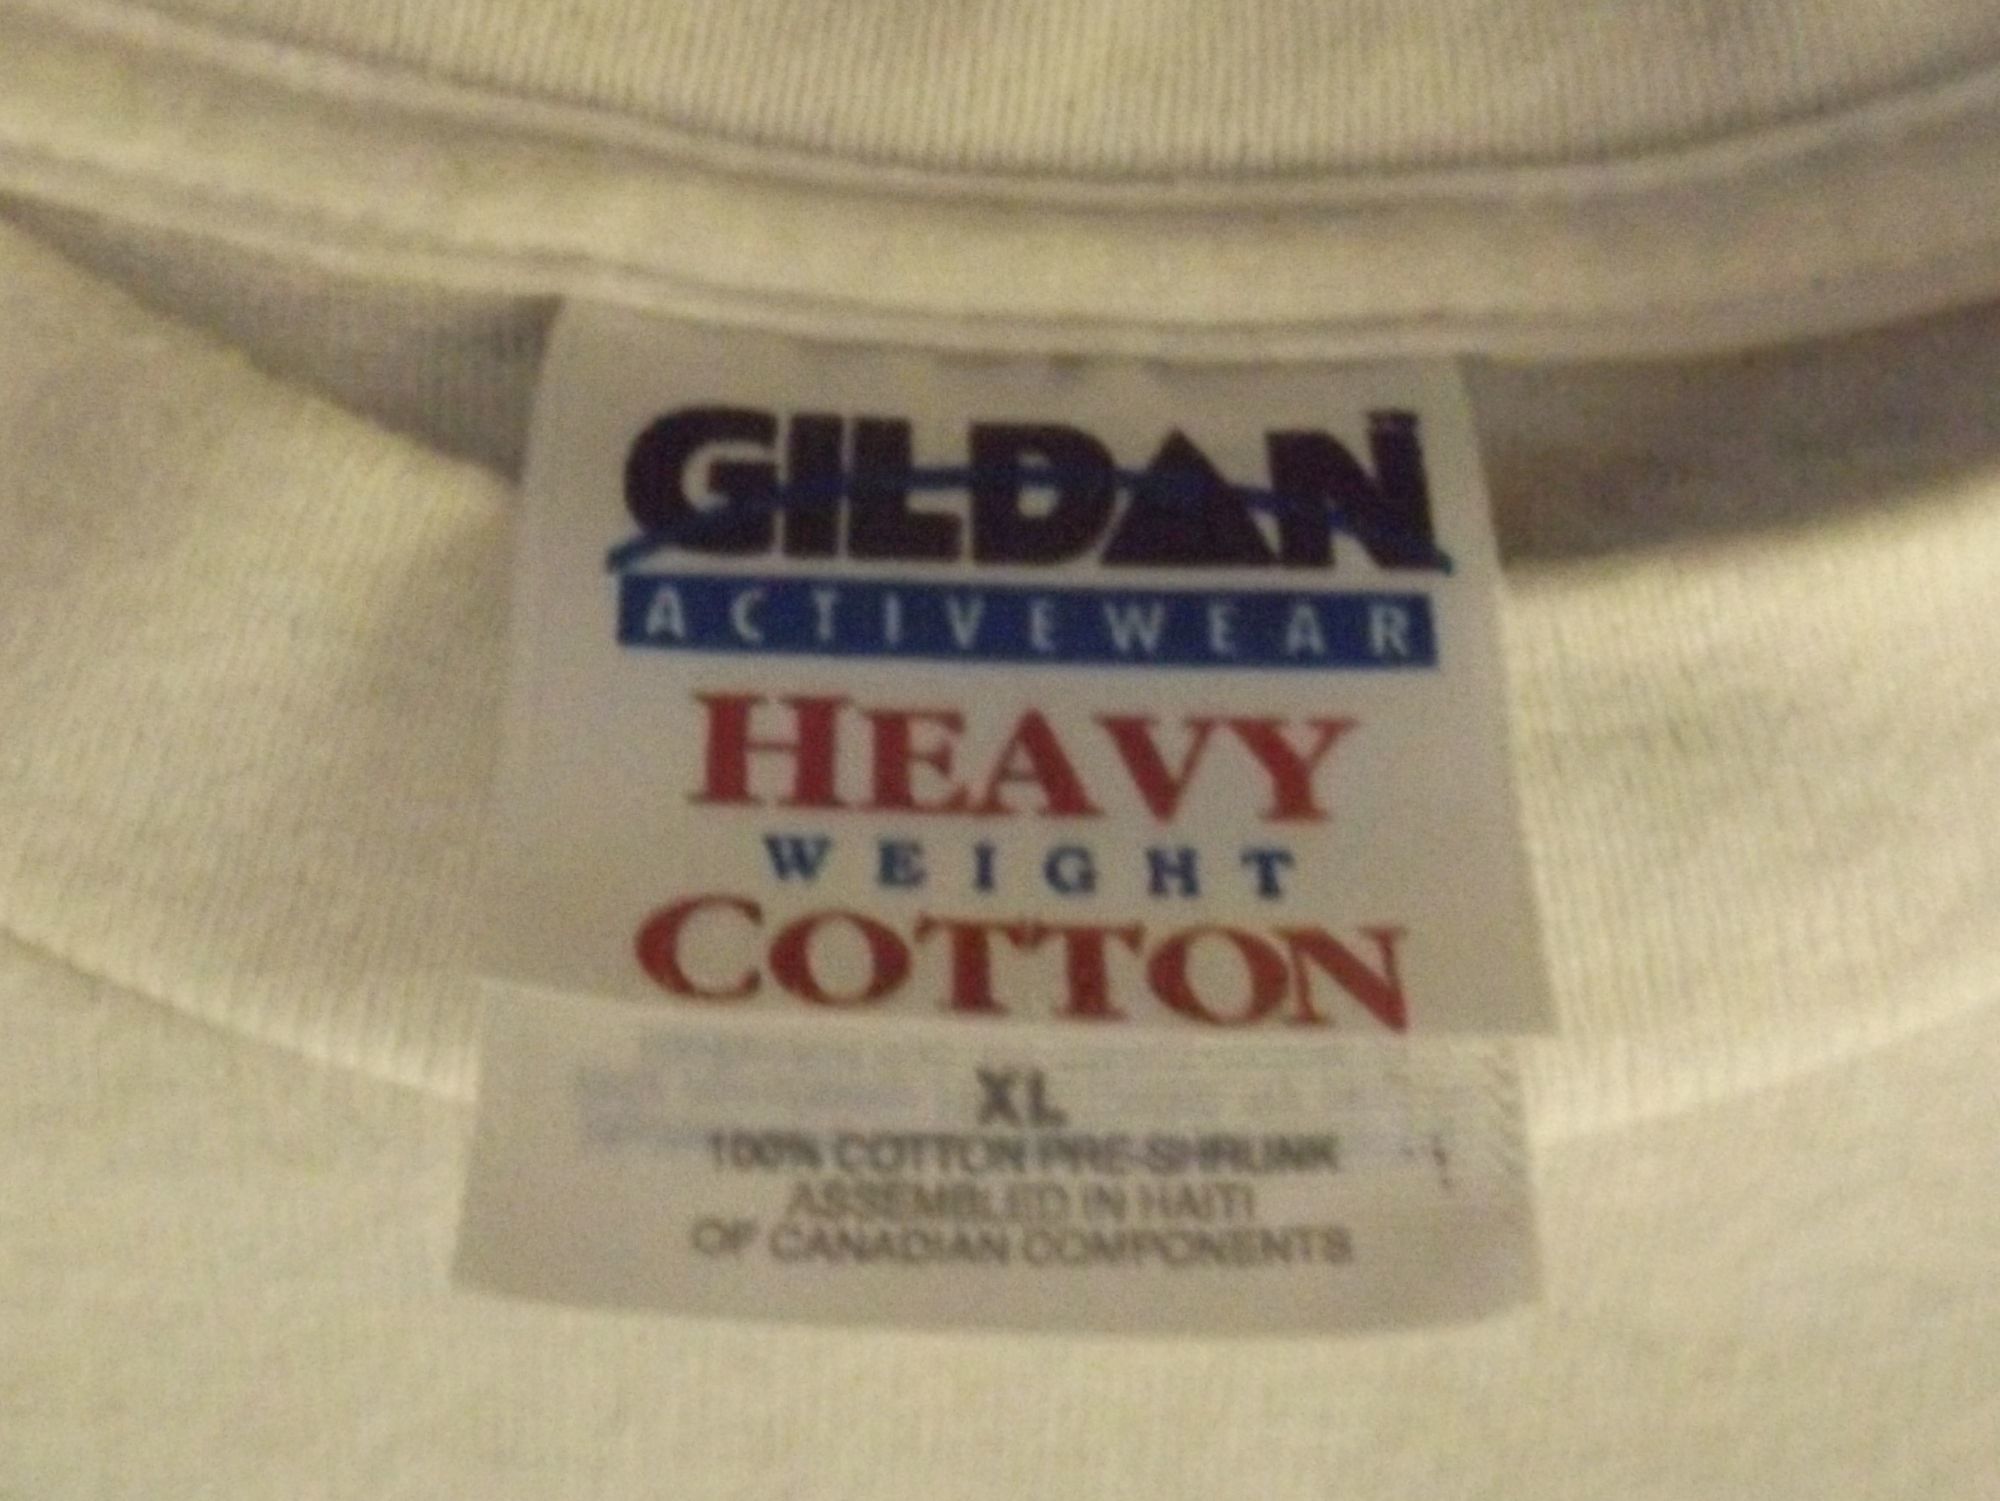 GILDAN
ACTIVEWEAR
HEAVY
WEIGHT
COTTON
XL
100% COTTON PRE-SHRUNK
ASSEMBLED IN HAITI
OF CANADIAN COMPONENTS